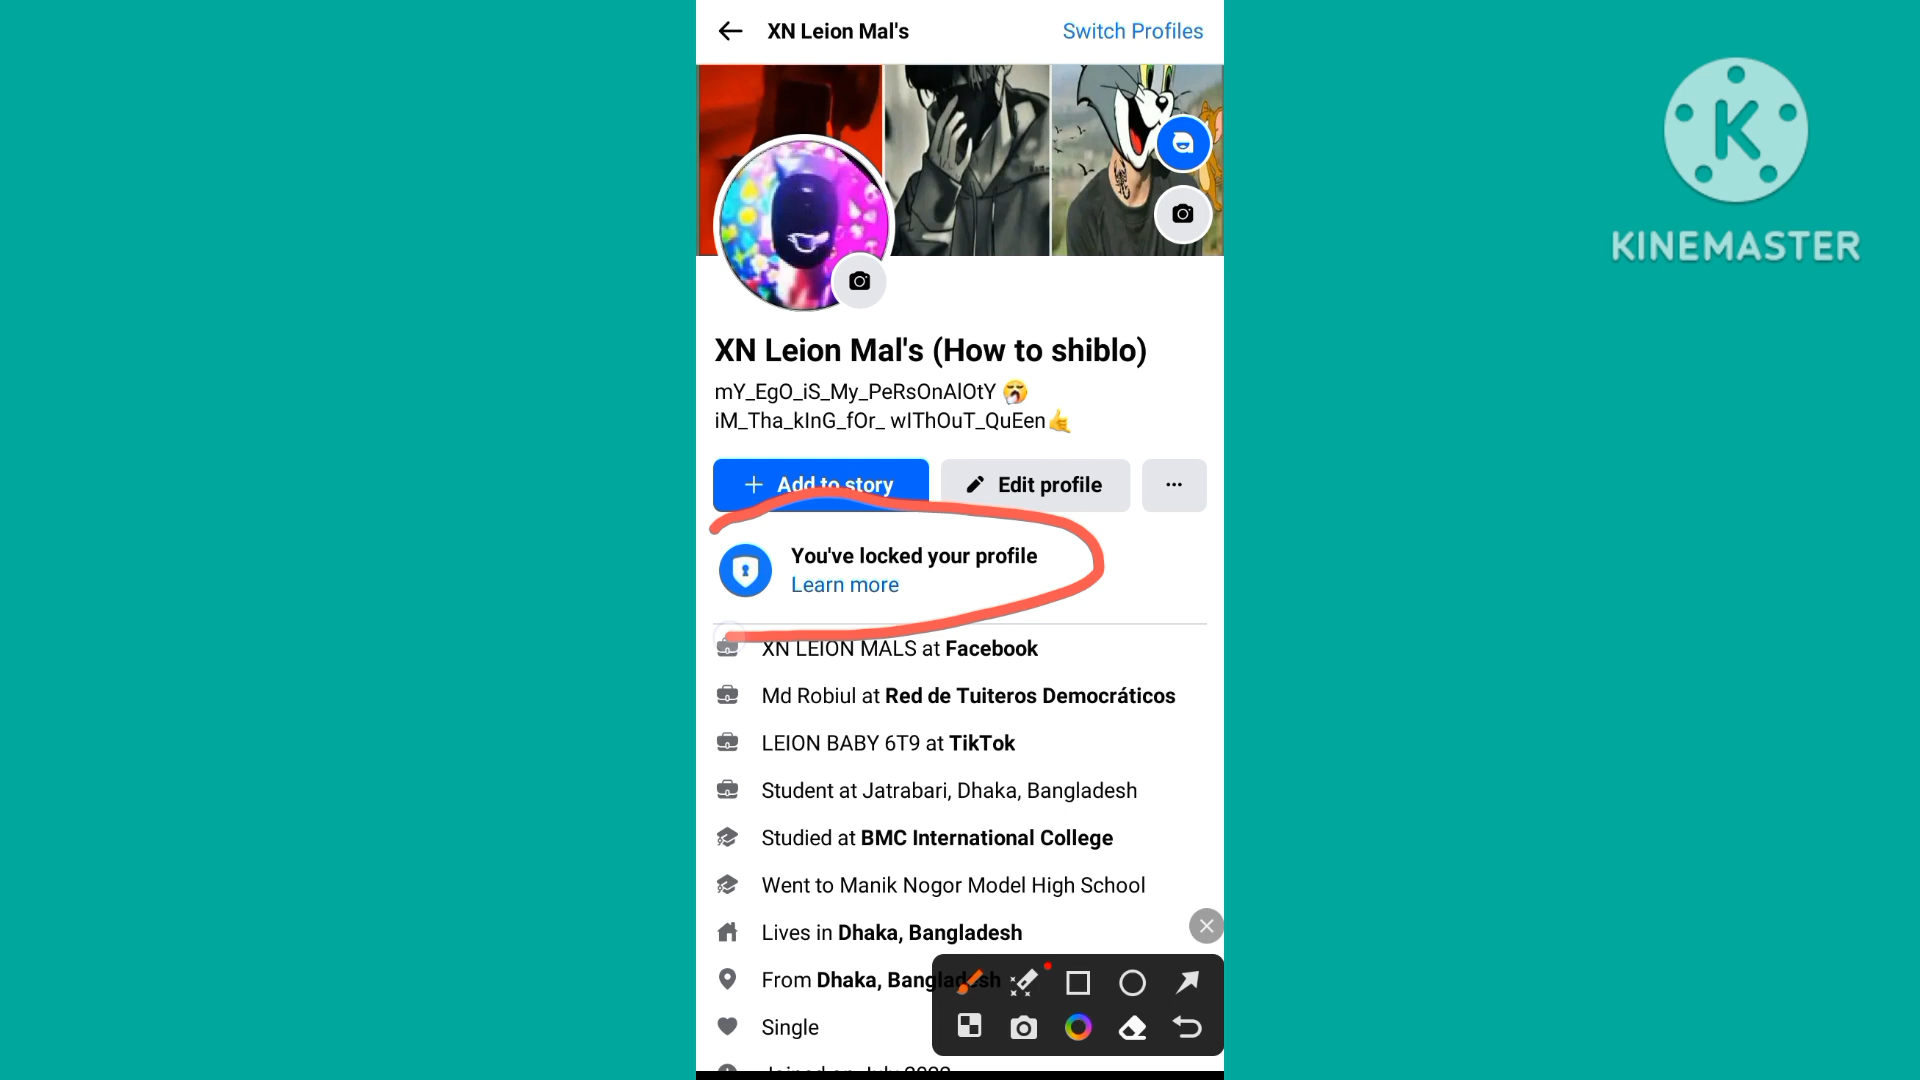 XN Leion Mal's
Switch Profiles
K
KINEMASTER
XN Leion Mal's (How to shiblo)
mY_EgO_iS_My_PeRsOnAlOtY 🥱
iM_Tha_kInG_fOr_ wIThOuT_QuEen🤙
+ Add to story
Edit profile
You've locked your profile
Learn more
XN LEION MALS at Facebook
Md Robiul at Red de Tuiteros Democráticos
LEION BABY 6T9 at TikTok
Student at Jatrabari, Dhaka, Bangladesh
Studied at BMC International College
Went to Manik Nogor Model High School
Lives in Dhaka, Bangladesh
From Dhaka, Bangladesh
Single